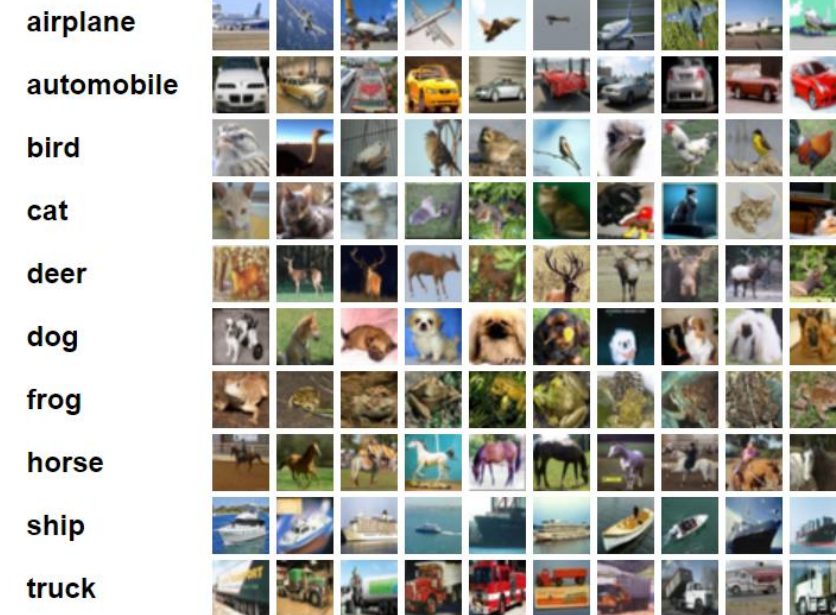 airplane
automobile
bird
cat
deer
dog
frog
horse
ship
truck